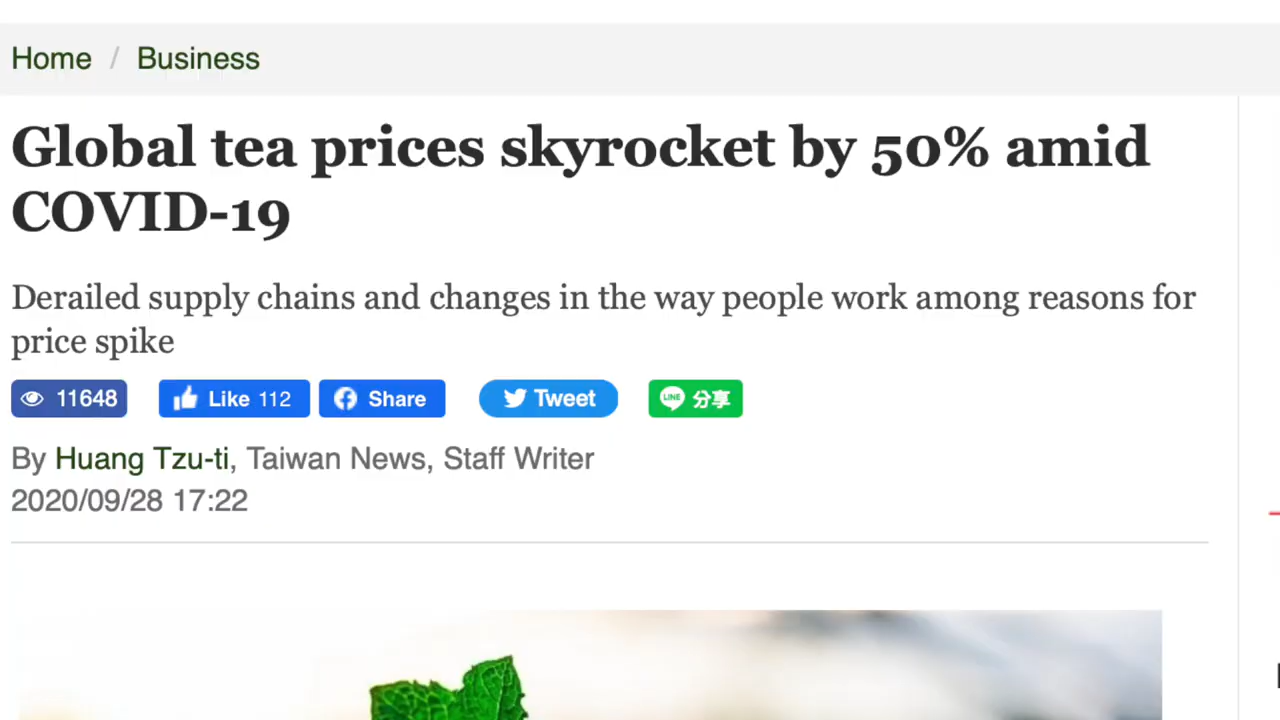 Home / Business
Global tea prices skyrocket by 50% amid
COVID-19
Derailed supply chains and changes in the way people work among reasons for
price spike
11648 Like 112 Share Tweet LINE 分享
By Huang Tzu-ti, Taiwan News, Staff Writer
2020/09/28 17:22